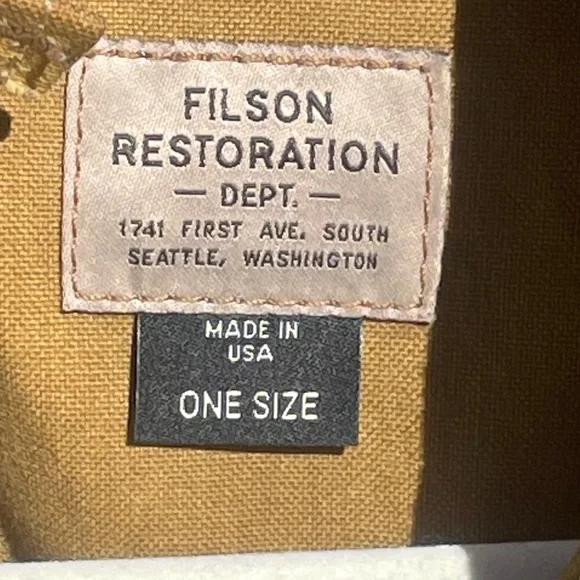 FILSON
RESTORATION
— DEPT. —
1741 FIRST AVE. SOUTH
SEATTLE, WASHINGTON
MADE IN
USA
ONE SIZE